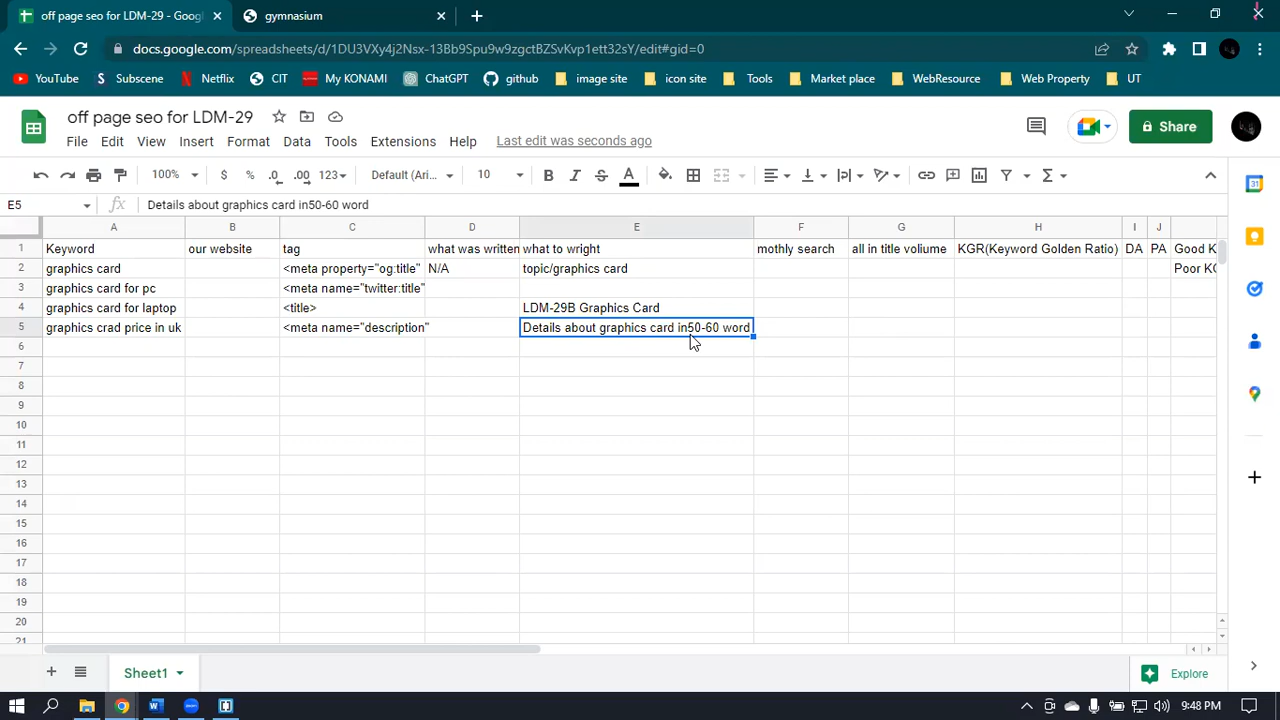 off page seo for LDM-29 - Goog
gymnasium
docs.google.com/spreadsheets/d/1DU3VXy4j2Nsx-13Bb9Spu9w9zgctBZSvKvp1ett32sY/edit#gid=0
YouTube Subscene Netflix CIT My KONAMI ChatGPT github image site icon site Tools Market place WebResource Web Property UT
off page seo for LDM-29
File Edit View Insert Format Data Tools Extensions Help Last edit was seconds ago
Share
100% $ % .0 .00 123 Default (Ari... 10
E5 fx Details about graphics card in50-60 word
A B C D E F G H I J
1 Keyword our website tag what was written what to wright mothly search all in title voliume KGR(Keyword Golden Ratio) DA PA Good K
2 graphics card <meta property="og:title" N/A topic/graphics card Poor KG
3 graphics card for pc <meta name="twitter:title"
4 graphics card for laptop <title> LDM-29B Graphics Card
5 graphics crad price in uk <meta name="description" Details about graphics card in50-60 word
6
7
8
9
10
11
12
13
14
15
16
17
18
19
20
21
Sheet1 Explore
9:48 PM